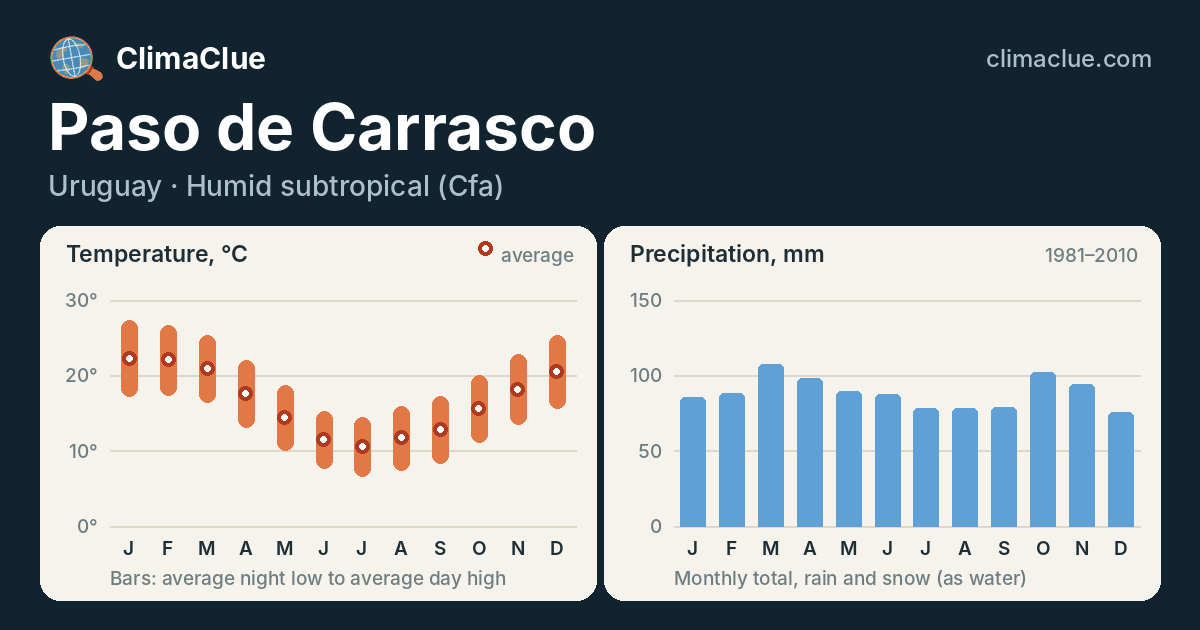 ClimaClue
climaclue.com
Paso de Carrasco
Uruguay · Humid subtropical (Cfa)
Temperature, °C
average
30°
20°
10°
0°
J F M A M J J A S O N D
Bars: average night low to average day high
Precipitation, mm
1981–2010
150
100
50
0
J F M A M J J A S O N D
Monthly total, rain and snow (as water)